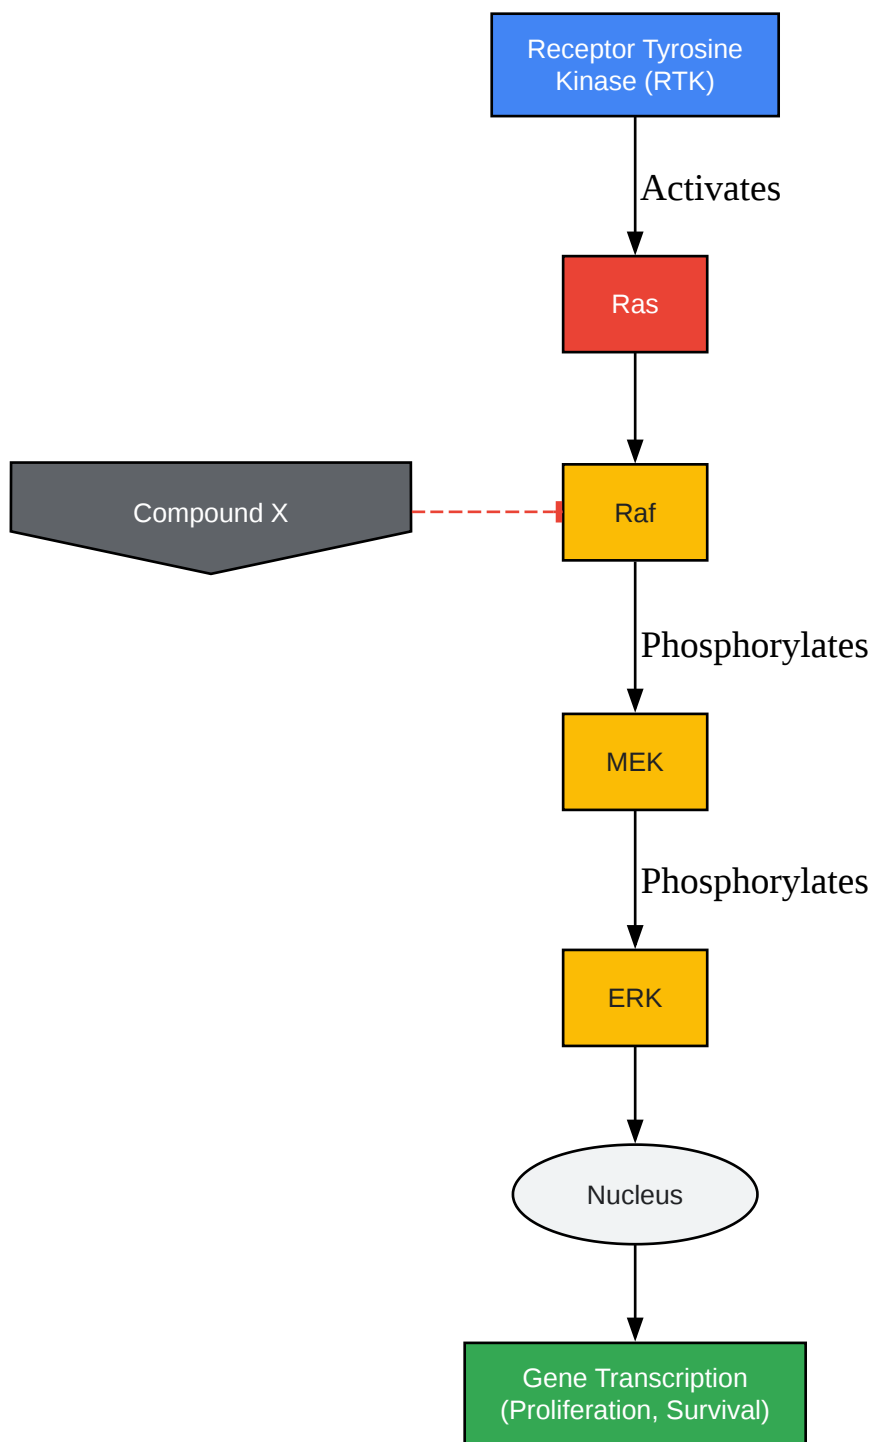 Receptor Tyrosine
Kinase (RTK)
Activates
Ras
Compound X
Raf
Phosphorylates
MEK
Phosphorylates
ERK
Nucleus
Gene Transcription
(Proliferation, Survival)